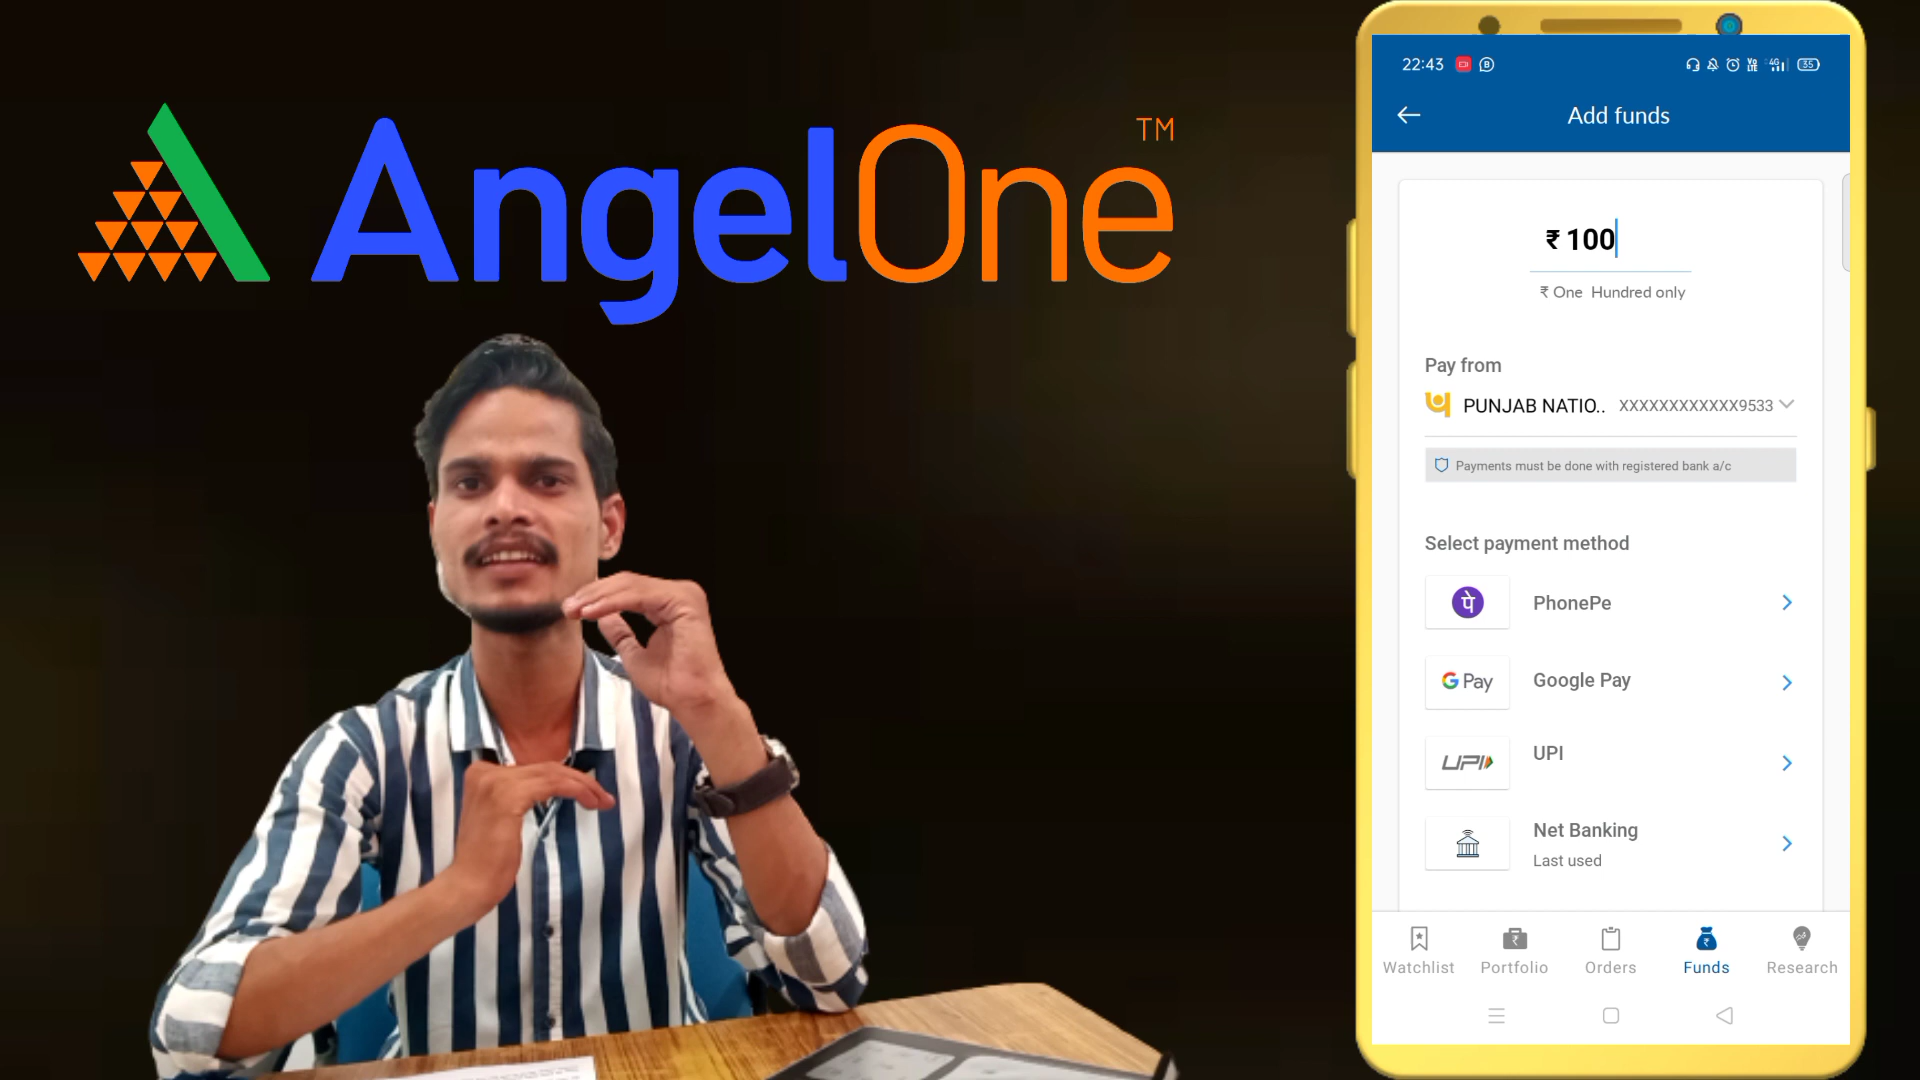 AngelOne™
22:43
35
Add funds
₹ 100
₹ One Hundred only
Pay from
PUNJAB NATIO.. XXXXXXXXXXXX9533
Payments must be done with registered bank a/c
Select payment method
पे PhonePe
G Pay Google Pay
UPI UPI
Net Banking
Last used
Watchlist Portfolio Orders Funds Research